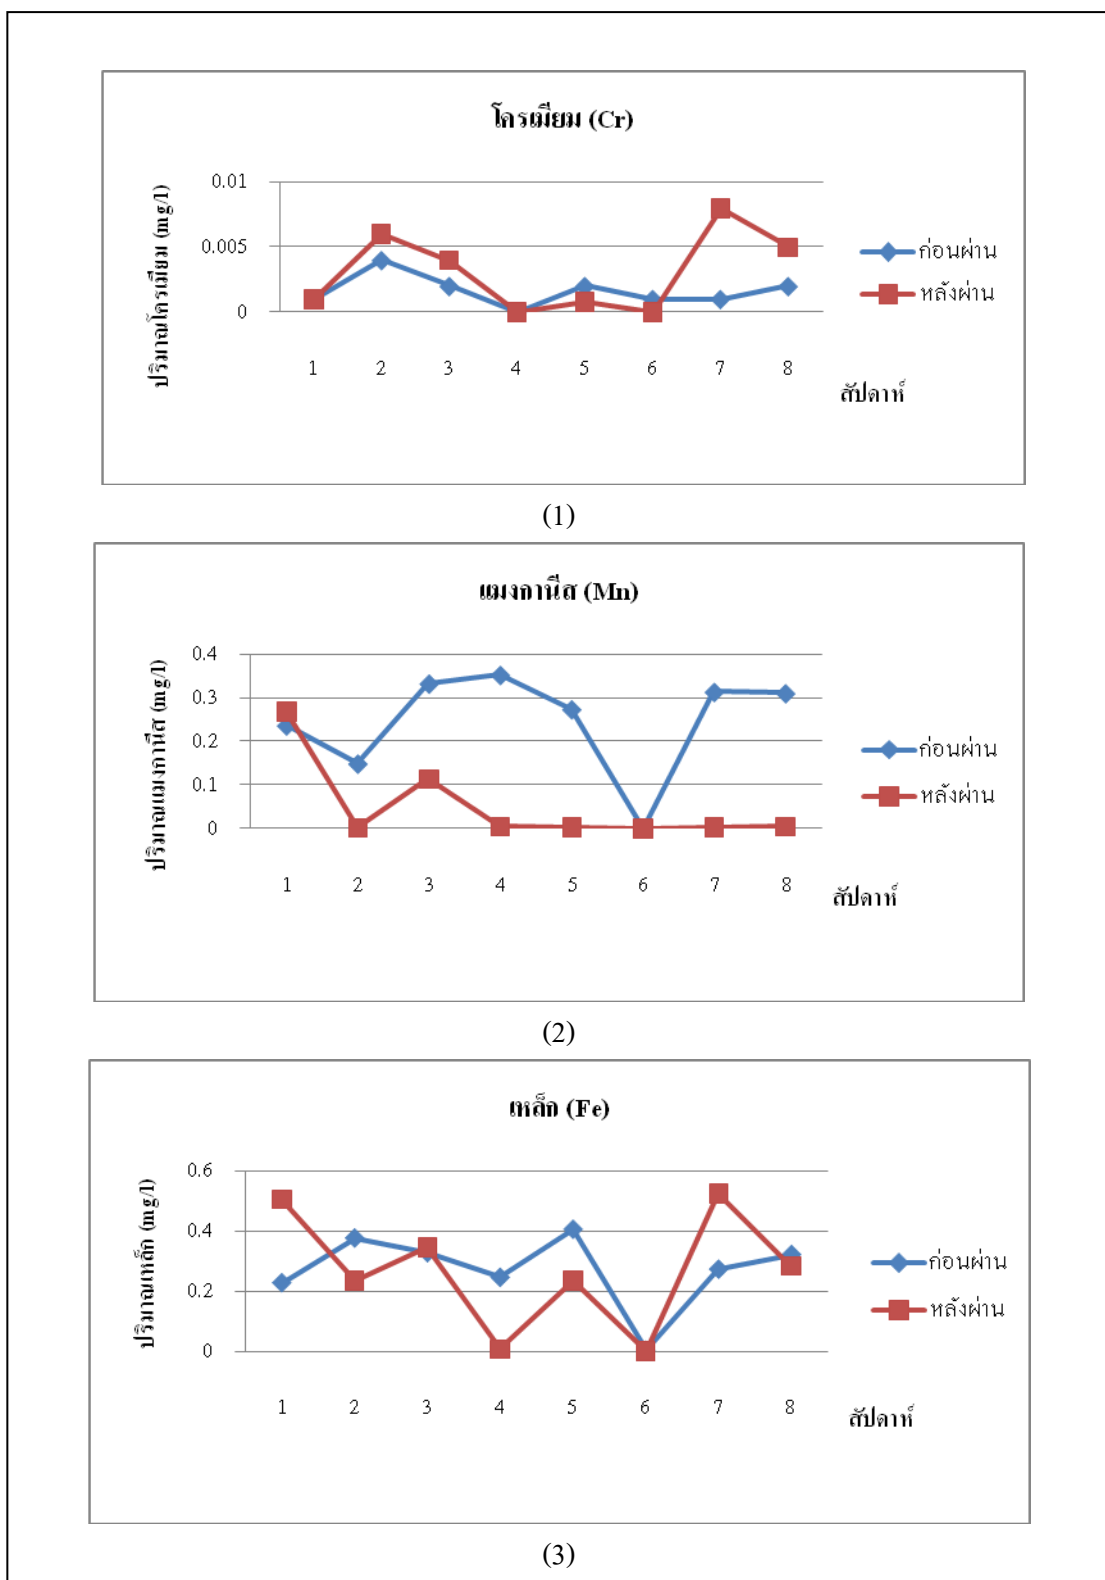 โครเมียม (Cr)
ปริมาณโครเมียม (mg/l)
0.01
0.005
0
1 2 3 4 5 6 7 8
สัปดาห์
ก่อนผ่าน
หลังผ่าน
(1)
แมงกานีส (Mn)
ปริมาณแมงกานีส (mg/l)
0.4
0.3
0.2
0.1
0
1 2 3 4 5 6 7 8
สัปดาห์
ก่อนผ่าน
หลังผ่าน
(2)
เหล็ก (Fe)
ปริมาณเหล็ก (mg/l)
0.6
0.4
0.2
0
1 2 3 4 5 6 7 8
สัปดาห์
ก่อนผ่าน
หลังผ่าน
(3)